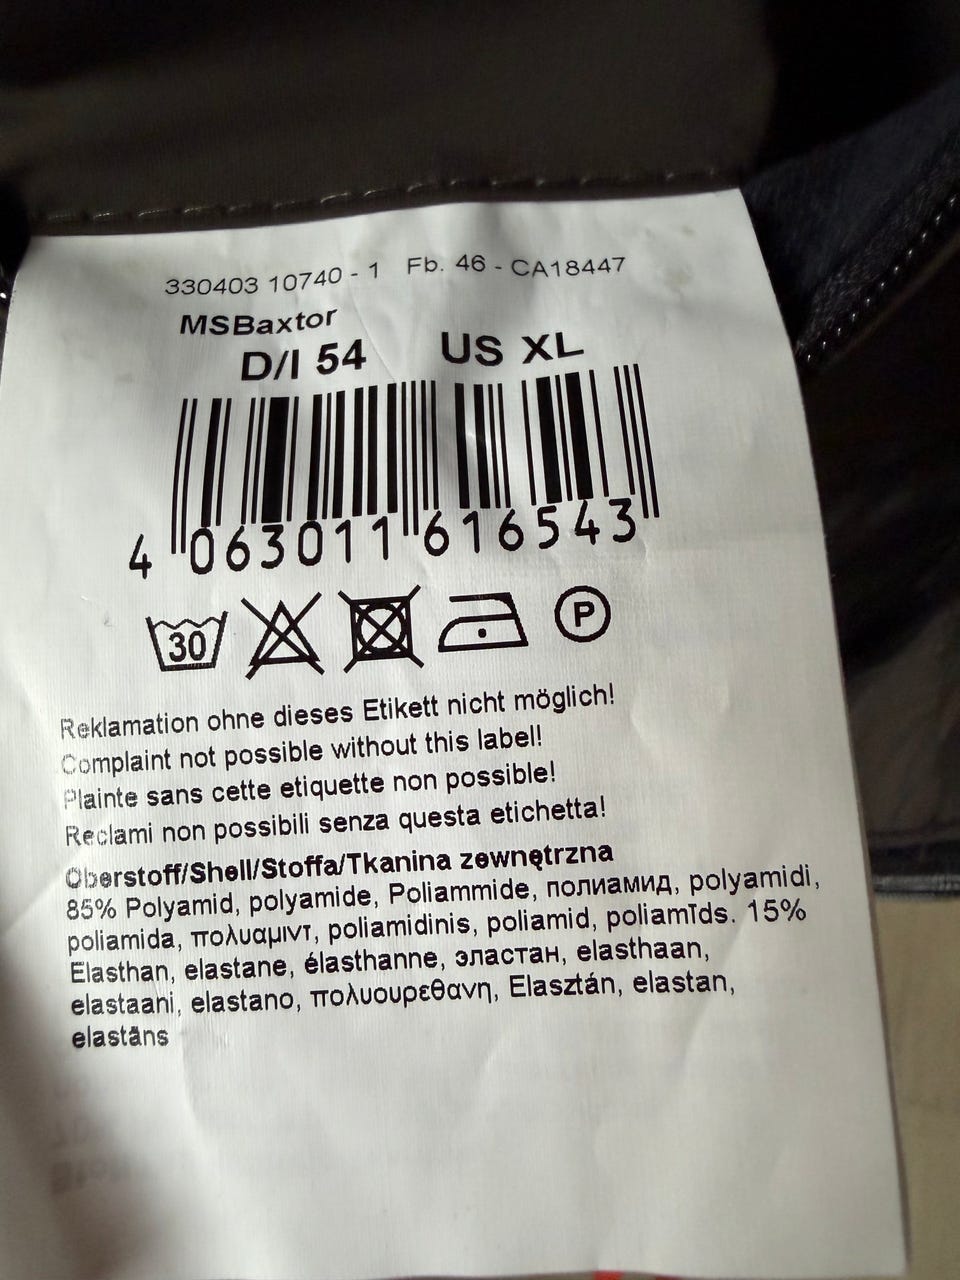 330403 10740 - 1 Fb. 46 - CA18447
MSBaxtor
D/I 54 US XL
4 063011 616543
30 P
Reklamation ohne dieses Etikett nicht möglich!
Complaint not possible without this label!
Plainte sans cette etiquette non possible!
Reclami non possibili senza questa etichetta!
Oberstoff/Shell/Stoffa/Tkanina zewnętrzna
85% Polyamid, polyamide, Poliammide, полиамид, polyamidi,
poliamida, πολυαμιντ, poliamidinis, poliamid, poliamīds. 15%
Elasthan, elastane, élasthanne, эластан, elasthaan,
elastaani, elastano, πολυουρεθανη, Elasztán, elastan,
elastāns